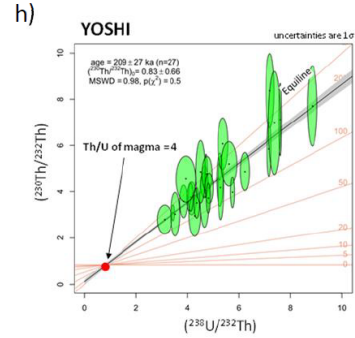 h)
YOSHI
uncertainties are 1σ
age = 209±27 ka (n=27)
(²³⁰Th/²³²Th)₀= 0.83±0.66
MSWD = 0.98, p(χ²) = 0.5
Equiline
Th/U of magma =4
(²³⁰Th/²³²Th)
10
8
6
4
2
0
200
100
50
20
10
5
0
0
2
4
6
8
10
(²³⁸U/²³²Th)